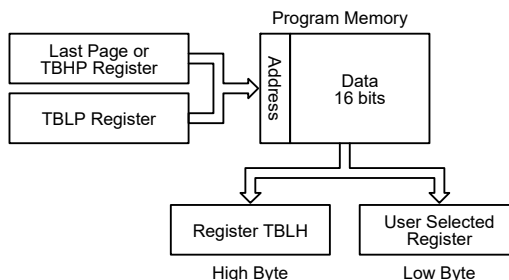 Program Memory
Last Page or
TBHP Register
TBLP Register
Address
Data
16 bits
Register TBLH
User Selected
Register
High Byte
Low Byte